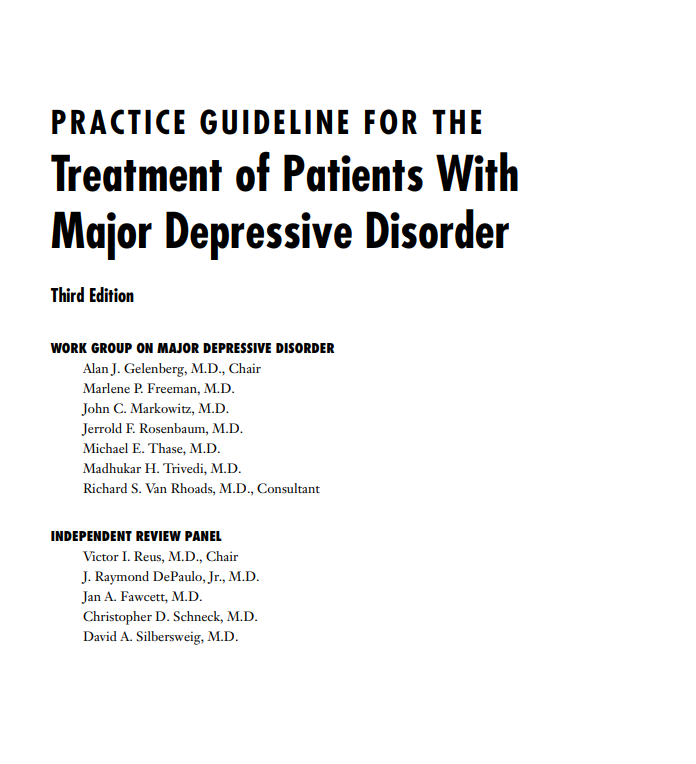 PRACTICE GUIDELINE FOR THE
Treatment of Patients With
Major Depressive Disorder
Third Edition
WORK GROUP ON MAJOR DEPRESSIVE DISORDER
Alan J. Gelenberg, M.D., Chair
Marlene P. Freeman, M.D.
John C. Markowitz, M.D.
Jerrold F. Rosenbaum, M.D.
Michael E. Thase, M.D.
Madhukar H. Trivedi, M.D.
Richard S. Van Rhoads, M.D., Consultant
INDEPENDENT REVIEW PANEL
Victor I. Reus, M.D., Chair
J. Raymond DePaulo, Jr., M.D.
Jan A. Fawcett, M.D.
Christopher D. Schneck, M.D.
David A. Silbersweig, M.D.